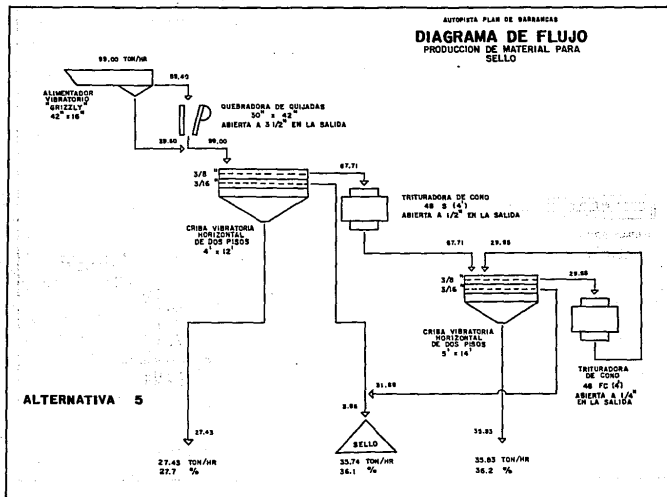 AUTOPISTA PLAN DE BARRANCAS
DIAGRAMA DE FLUJO
PRODUCCION DE MATERIAL PARA
SELLO
99.00 TON/HR
59.40
ALIMENTADOR
VIBRATORIO
"GRIZZLY"
42" x 16"
QUEBRADORA DE QUIJADAS
30" x 42"
ABIERTA A 3 1/2" EN LA SALIDA
39.60
99.00
67.71
3/8 "
3/16 "
TRITURADORA DE CONO
48 S (4')
ABIERTA A 1/2" EN LA SALIDA
CRIBA VIBRATORIA
HORIZONTAL
DE DOS PISOS
4' x 12'
67.71
29.88
29.88
3/8 "
3/16 "
CRIBA VIBRATORIA
HORIZONTAL
DE DOS PISOS
5' x 14'
TRITURADORA
DE CONO
48 FC (4')
ABIERTA A 1/4"
EN LA SALIDA
31.88
3.86
ALTERNATIVA 5
27.43
SELLO
35.83
27.43 TON/HR
27.7 %
35.74 TON/HR
36.1 %
35.83 TON/HR
36.2 %